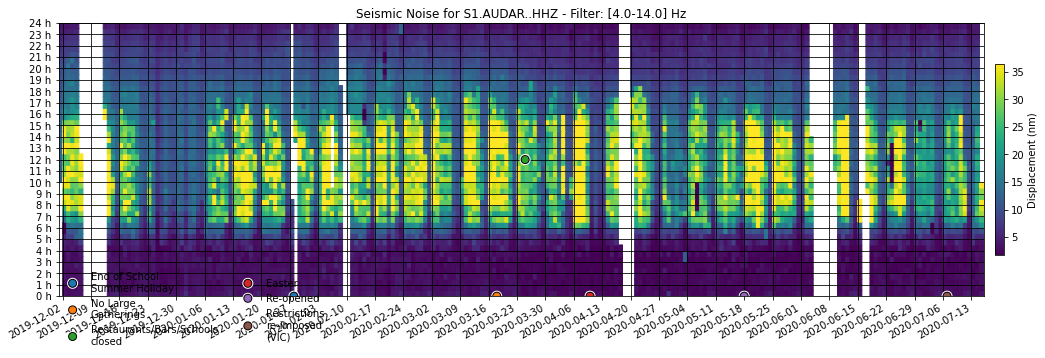 Seismic Noise for S1.AUDAR..HHZ - Filter: [4.0-14.0] Hz
24 h
23 h
22 h
21 h
20 h
19 h
18 h
17 h
16 h
15 h
14 h
13 h
12 h
11 h
10 h
9 h
8 h
7 h
6 h
5 h
4 h
3 h
2 h
1 h
0 h
35
30
25
20
15
10
5
Displacement (nm)
End of School
Summer Holiday
No Large
Gatherings
Restaurants/Bars/Schools
closed
Easter
Re-opened
Restrictions
re-imposed
(VIC)
2019-12-02
2019-12-09
2020-01-06
2020-01-13
2020-02-10
2020-02-17
2020-02-24
2020-03-02
2020-03-09
2020-03-16
2020-03-23
2020-03-30
2020-04-06
2020-04-13
2020-04-20
2020-04-27
2020-05-04
2020-05-11
2020-05-18
2020-05-25
2020-06-01
2020-06-08
2020-06-15
2020-06-22
2020-06-29
2020-07-06
2020-07-13